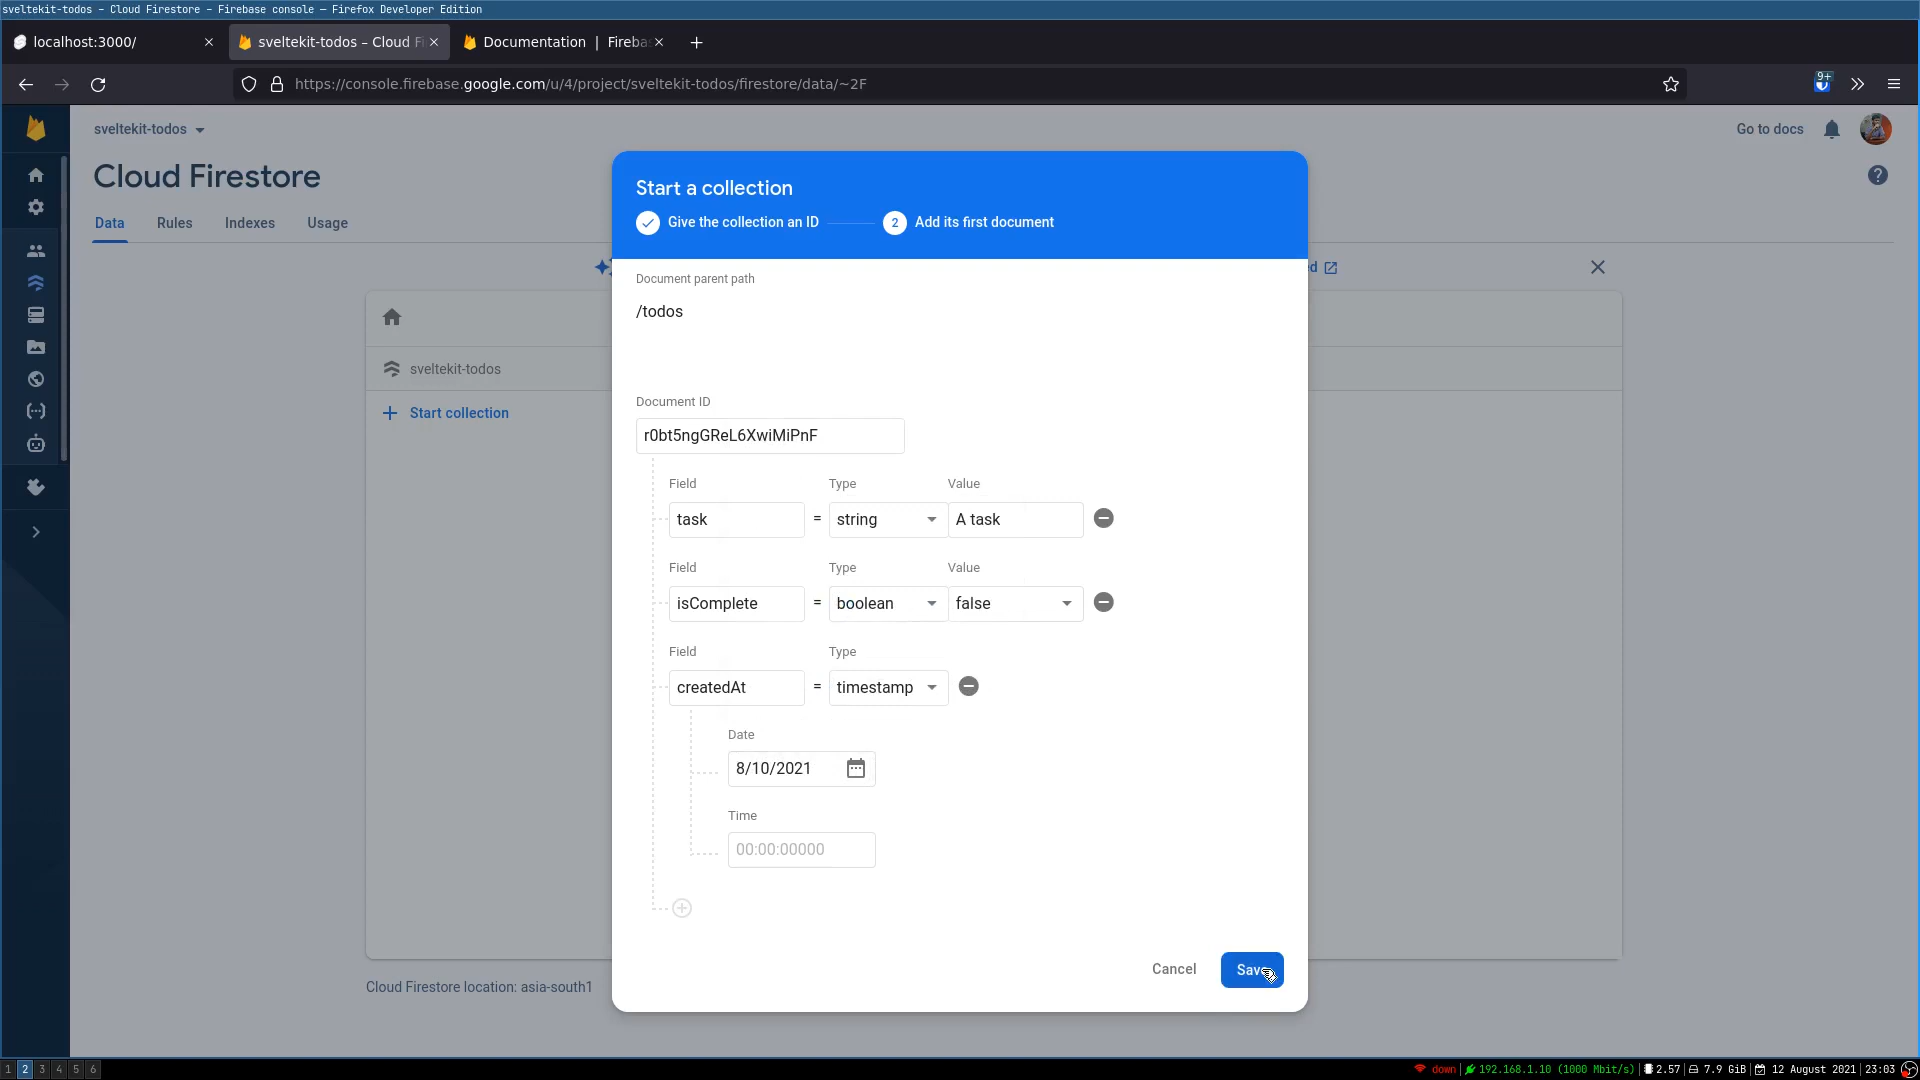 sveltekit-todos – Cloud Firestore – Firebase console — Firefox Developer Edition
localhost:3000/
sveltekit-todos – Cloud Fi
Documentation | Fireba
https://console.firebase.google.com/u/4/project/sveltekit-todos/firestore/data/~2F
9+
sveltekit-todos
Go to docs
Cloud Firestore
Data
Rules
Indexes
Usage
sveltekit-todos
Start collection
Cloud Firestore location: asia-south1
Start a collection
Give the collection an ID
2
Add its first document
Document parent path
/todos
Document ID
r0bt5ngGReL6XwiMiPnF
Field Type Value
task = string A task
Field Type Value
isComplete = boolean false
Field Type
createdAt = timestamp
Date
8/10/2021
Time
00:00:00000
Cancel
Save
1 2 3 4 5 6
down | 192.168.1.10 (1000 Mbit/s) | 2.57 | 7.9 GiB | 12 August 2021 | 23:03